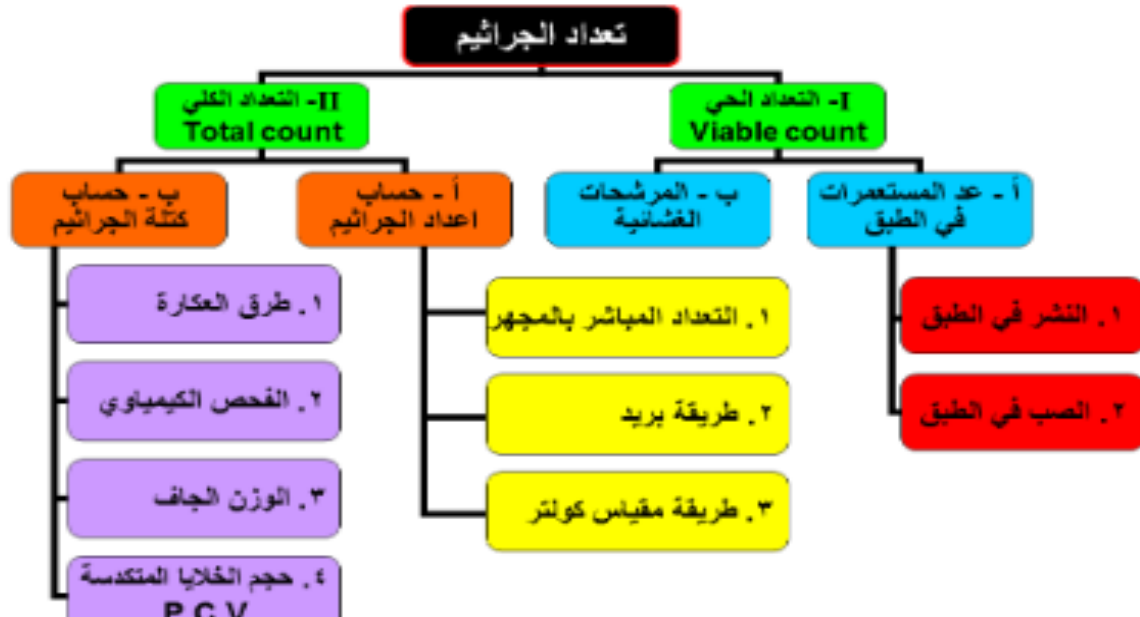 تعداد الجراثيم
I- التعداد الحي
Viable count
II- التعداد الكلي
Total count
أ - عد المستعمرات
في الطبق
ب - المرشحات
الغشائية
أ - حساب
اعداد الجراثيم
ب - حساب
كتلة الجراثيم
١. النشر في الطبق
٢. الصب في الطبق
١. التعداد المباشر بالمجهر
٢. طريقة بريد
٣. طريقة مقياس كولتر
١. طرق العكارة
٢. الفحص الكيمياوي
٣. الوزن الجاف
٤. حجم الخلايا المتكدسة
P.C.V